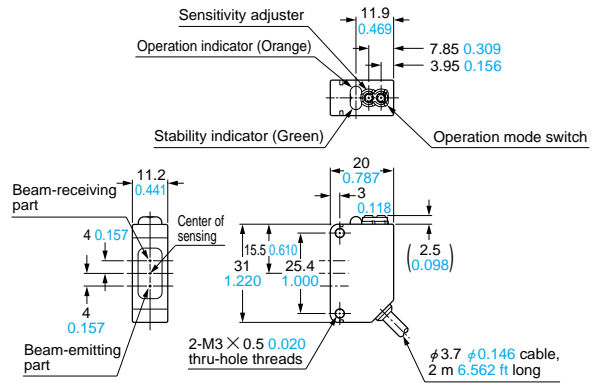 Sensitivity adjuster
11.9
0.469
Operation indicator (Orange)
7.85 0.309
3.95 0.156
Stability indicator (Green)
Operation mode switch
11.2
0.441
20
0.787
3
0.118
Beam-receiving
part
Center of
sensing
4 0.157
15.5 0.610
31
1.220
25.4
1.000
(2.5
0.098)
4
0.157
Beam-emitting
part
2-M3 × 0.5 0.020
thru-hole threads
φ3.7 φ0.146 cable,
2 m 6.562 ft long